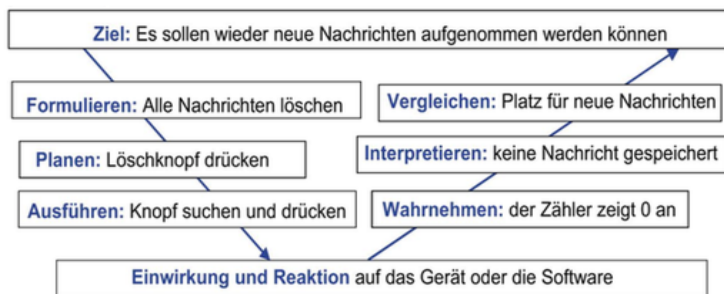 Ziel: Es sollen wieder neue Nachrichten aufgenommen werden können
Formulieren: Alle Nachrichten löschen
Planen: Löschknopf drücken
Ausführen: Knopf suchen und drücken
Einwirkung und Reaktion auf das Gerät oder die Software
Wahrnehmen: der Zähler zeigt 0 an
Interpretieren: keine Nachricht gespeichert
Vergleichen: Platz für neue Nachrichten